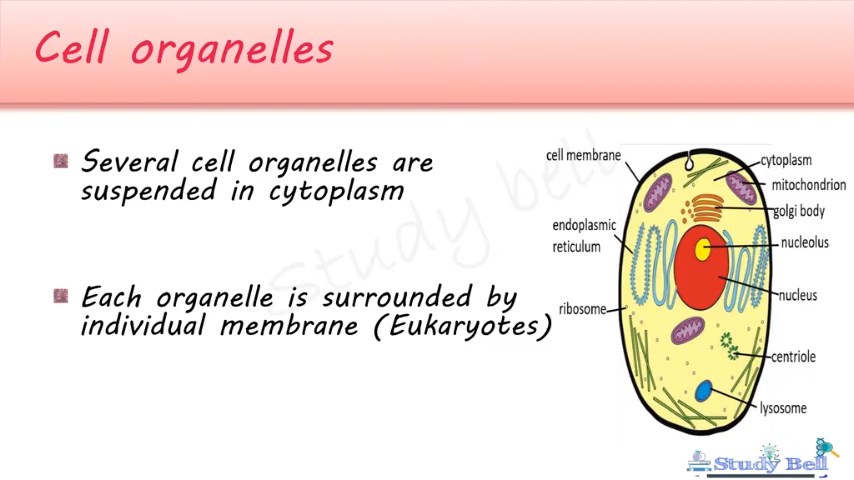 Cell organelles
Several cell organelles are
suspended in cytoplasm
Each organelle is surrounded by
individual membrane (Eukaryotes)
cell membrane
cytoplasm
mitochondrion
golgi body
endoplasmic
reticulum
nucleolus
nucleus
ribosome
centriole
lysosome
Study bell
Study Bell